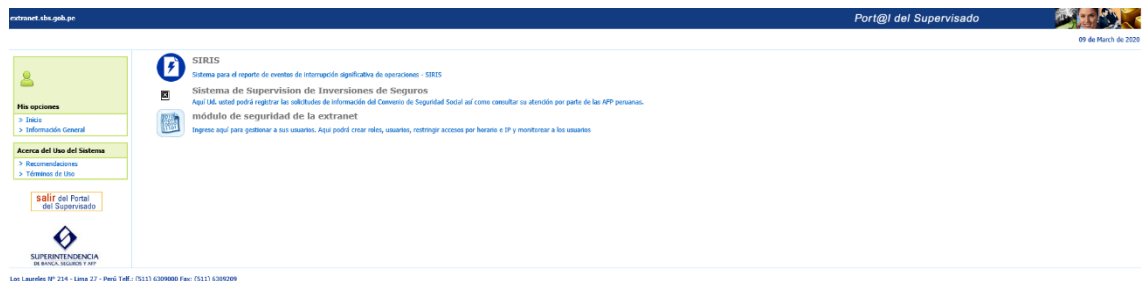 extranet.sbs.gob.pe
Port@l del Supervisado
09 de March de 2020
Mis opciones
> Inicio
> Información General
Acerca del Uso del Sistema
> Recomendaciones
> Términos de Uso
salir del Portal
del Supervisado
SUPERINTENDENCIA
DE BANCA, SEGUROS Y AFP
SIRIS
Sistema para el reporte de eventos de interrupción significativa de operaciones - SIRIS
Sistema de Supervision de Inversiones de Seguros
Aquí Ud. usted podrá registrar las solicitudes de información del Convenio de Seguridad Social así como consultar su atención por parte de las AFP peruanas.
módulo de seguridad de la extranet
Ingrese aquí para gestionar a sus usuarios. Aqui podrá crear roles, usuarios, restringir accesos por horario e IP y monitorear a los usuarios
Los Laureles Nº 214 - Lima 27 - Perú Telf.: (511) 6309000 Fax: (511) 6309209